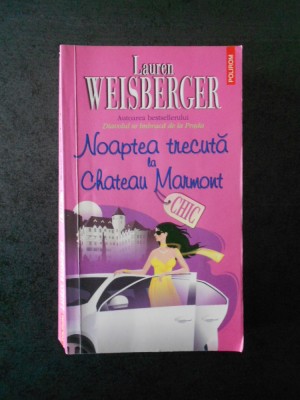 Lauren
WEISBERGER
POLIROM
Autoarea bestsellerului
Diavolul se îmbracă de la Prada
Noaptea trecută
la
Chateau Marmont
CHIC